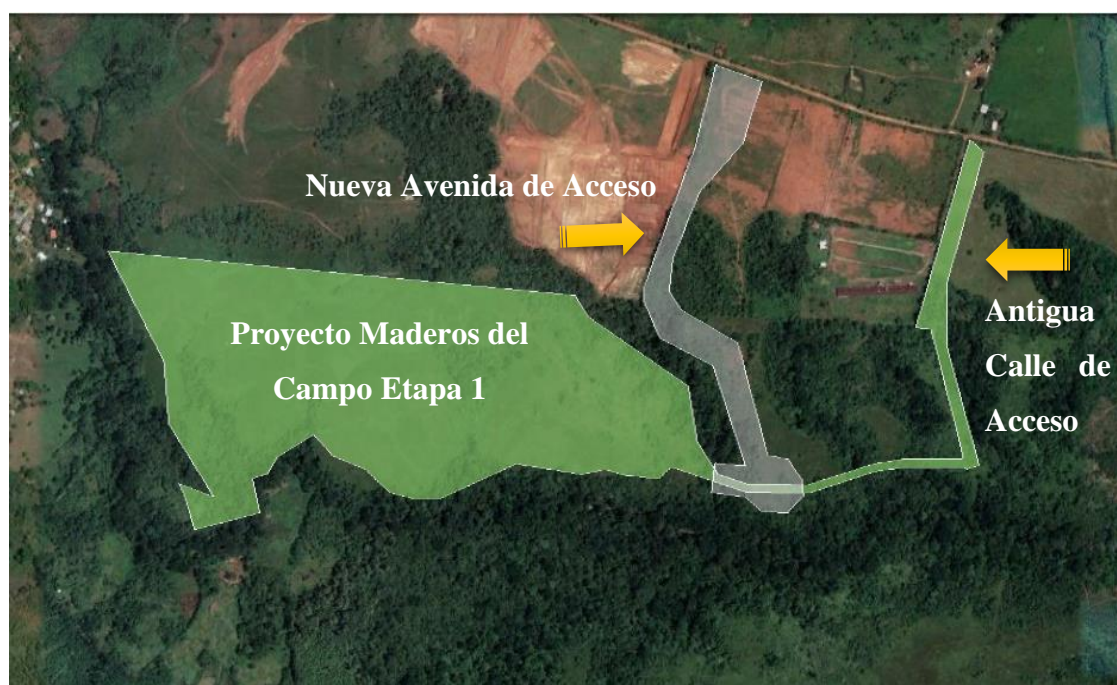 Nueva Avenida de Acceso
Proyecto Maderos del
Campo Etapa 1
Antigua
Calle de
Acceso